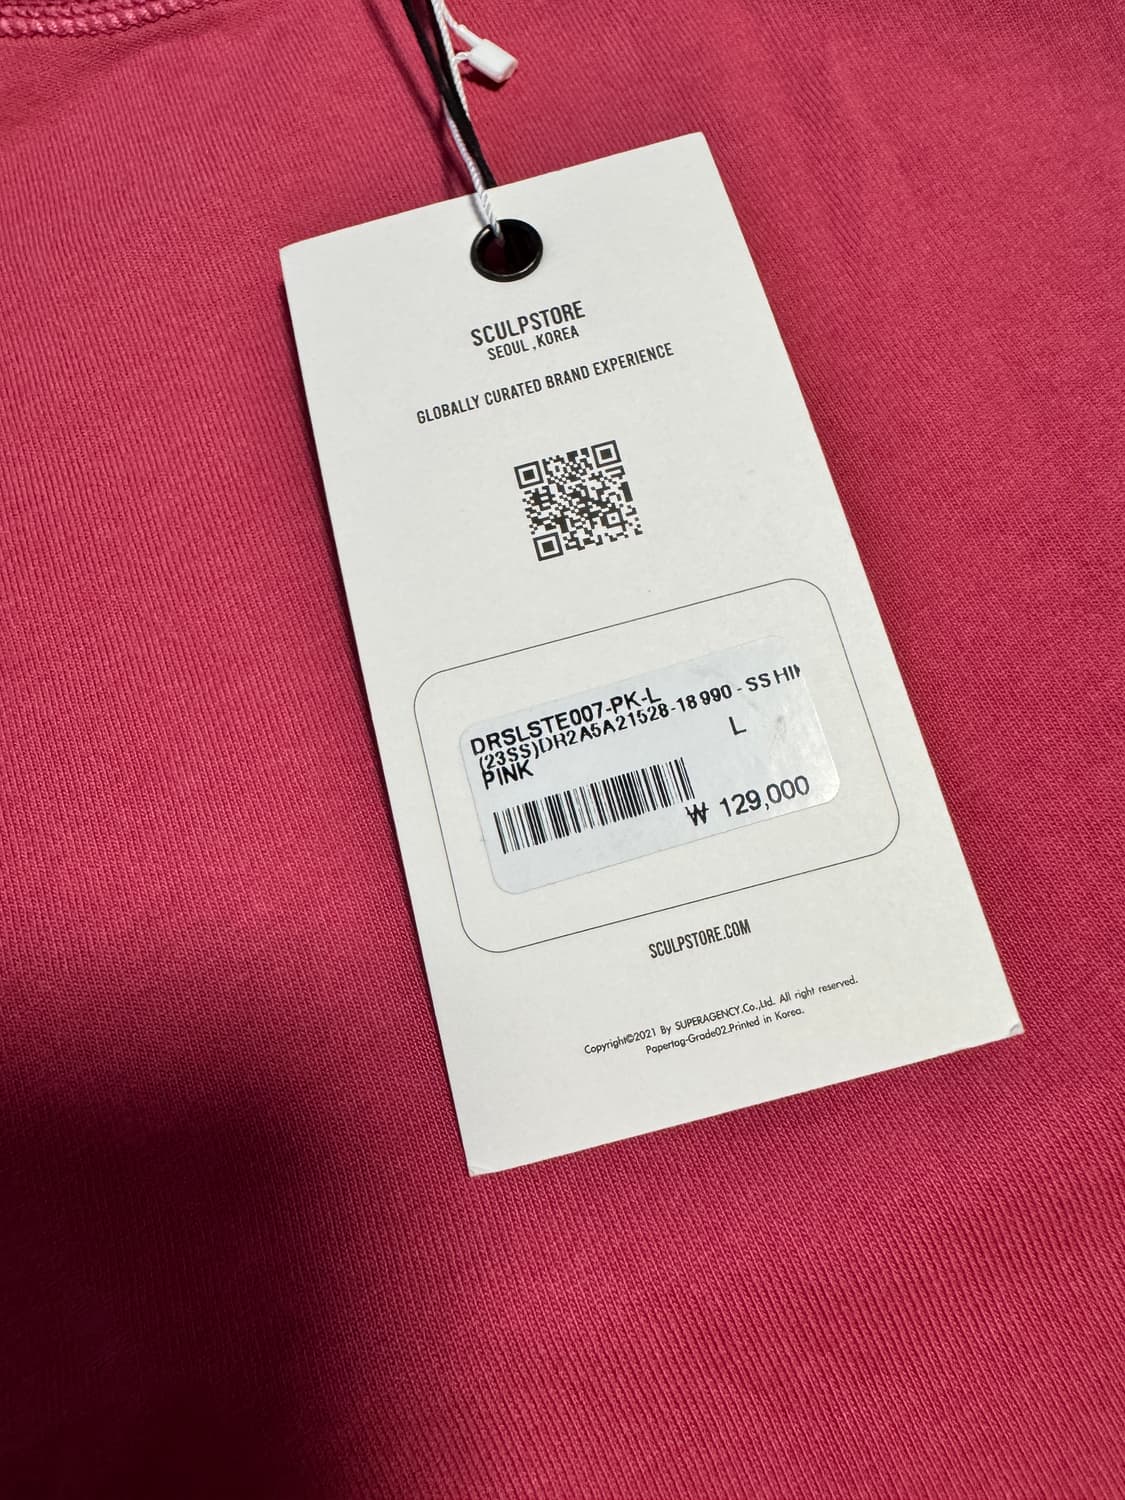 SCULPSTORE
SEOUL , KOREA
GLOBALLY CURATED BRAND EXPERIENCE
DRSLSTE007-PK-L
(23SS)DR2A5A21528-18 990 - SS HIN
PINK
L
₩ 129,000
SCULPSTORE.COM
Copyright©2021 By SUPERAGENCY.Co.,Ltd. All right reserved.
Papertag-Grade02.Printed in Korea.